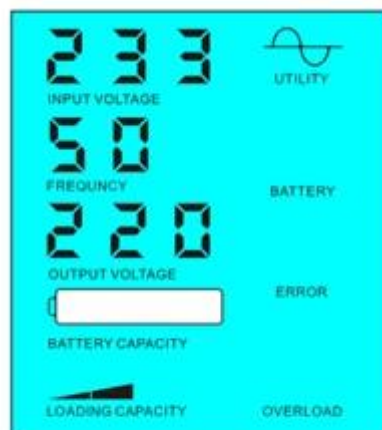 233
UTILITY
INPUT VOLTAGE
50
FREQUNCY
BATTERY
220
OUTPUT VOLTAGE
ERROR
BATTERY CAPACITY
LOADING CAPACITY
OVERLOAD